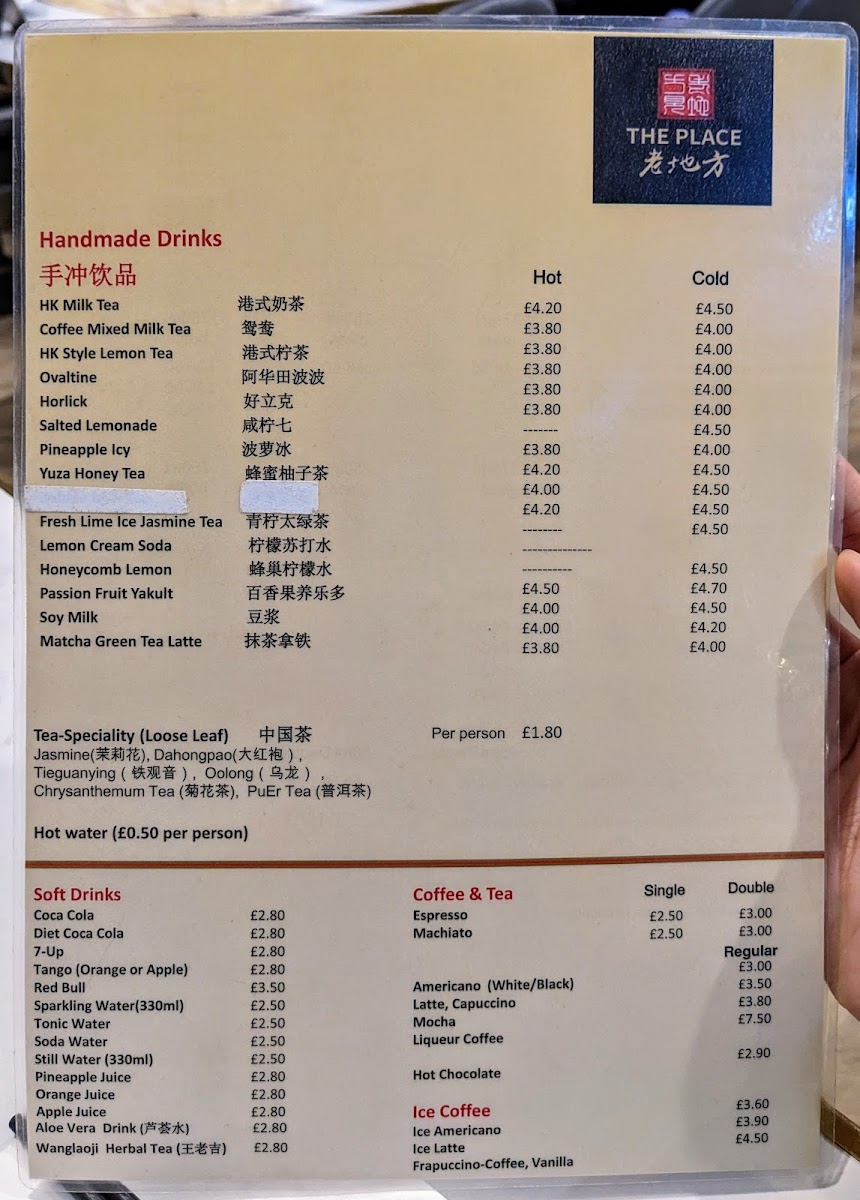 THE PLACE
老地方
Handmade Drinks
手冲饮品 Hot Cold
HK Milk Tea 港式奶茶 £4.20 £4.50
Coffee Mixed Milk Tea 鸳鸯 £3.80 £4.00
HK Style Lemon Tea 港式柠茶 £3.80 £4.00
Ovaltine 阿华田波波 £3.80 £4.00
£3.80 £4.00
Horlick 好立克 £3.80 £4.00
Salted Lemonade 咸柠七 ------- £4.50
Pineapple Icy 波萝冰 £3.80 £4.00
Yuza Honey Tea 蜂蜜柚子茶 £4.20 £4.50
£4.00 £4.50
£4.20 £4.50
Fresh Lime Ice Jasmine Tea 青柠太绿茶 -------- £4.50
Lemon Cream Soda 柠檬苏打水 --------------
Honeycomb Lemon 蜂巢柠檬水 ---------- £4.50
Passion Fruit Yakult 百香果养乐多 £4.50 £4.70
Soy Milk 豆浆 £4.00 £4.50
£4.00 £4.20
Matcha Green Tea Latte 抹茶拿铁 £3.80 £4.00
Tea-Speciality (Loose Leaf) 中国茶 Per person £1.80
Jasmine(茉莉花), Dahongpao(大红袍），
Tieguanying（铁观音），Oolong（乌龙），
Chrysanthemum Tea (菊花茶), PuEr Tea (普洱茶)
Hot water (£0.50 per person)
Soft Drinks
Coca Cola £2.80
Diet Coca Cola £2.80
7-Up £2.80
Tango (Orange or Apple) £2.80
Red Bull £3.50
Sparkling Water(330ml) £2.50
Tonic Water £2.50
Soda Water £2.50
Still Water (330ml) £2.50
Pineapple Juice £2.80
Orange Juice £2.80
Apple Juice £2.80
Aloe Vera Drink (芦荟水) £2.80
Wanglaoji Herbal Tea (王老吉) £2.80
Coffee & Tea Single Double
Espresso £2.50 £3.00
Machiato £2.50 £3.00
Regular
£3.00
Americano (White/Black) £3.50
Latte, Capuccino £3.80
Mocha £7.50
Liqueur Coffee
£2.90
Hot Chocolate
Ice Coffee £3.60
Ice Americano £3.90
Ice Latte £4.50
Frapuccino-Coffee, Vanilla